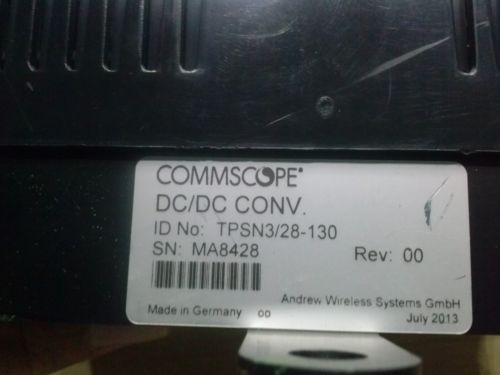 COMMSCOPE®
DC/DC CONV.
ID No: TPSN3/28-130
SN: MA8428
Rev: 00
Andrew Wireless Systems GmbH
Made in Germany 00
July 2013